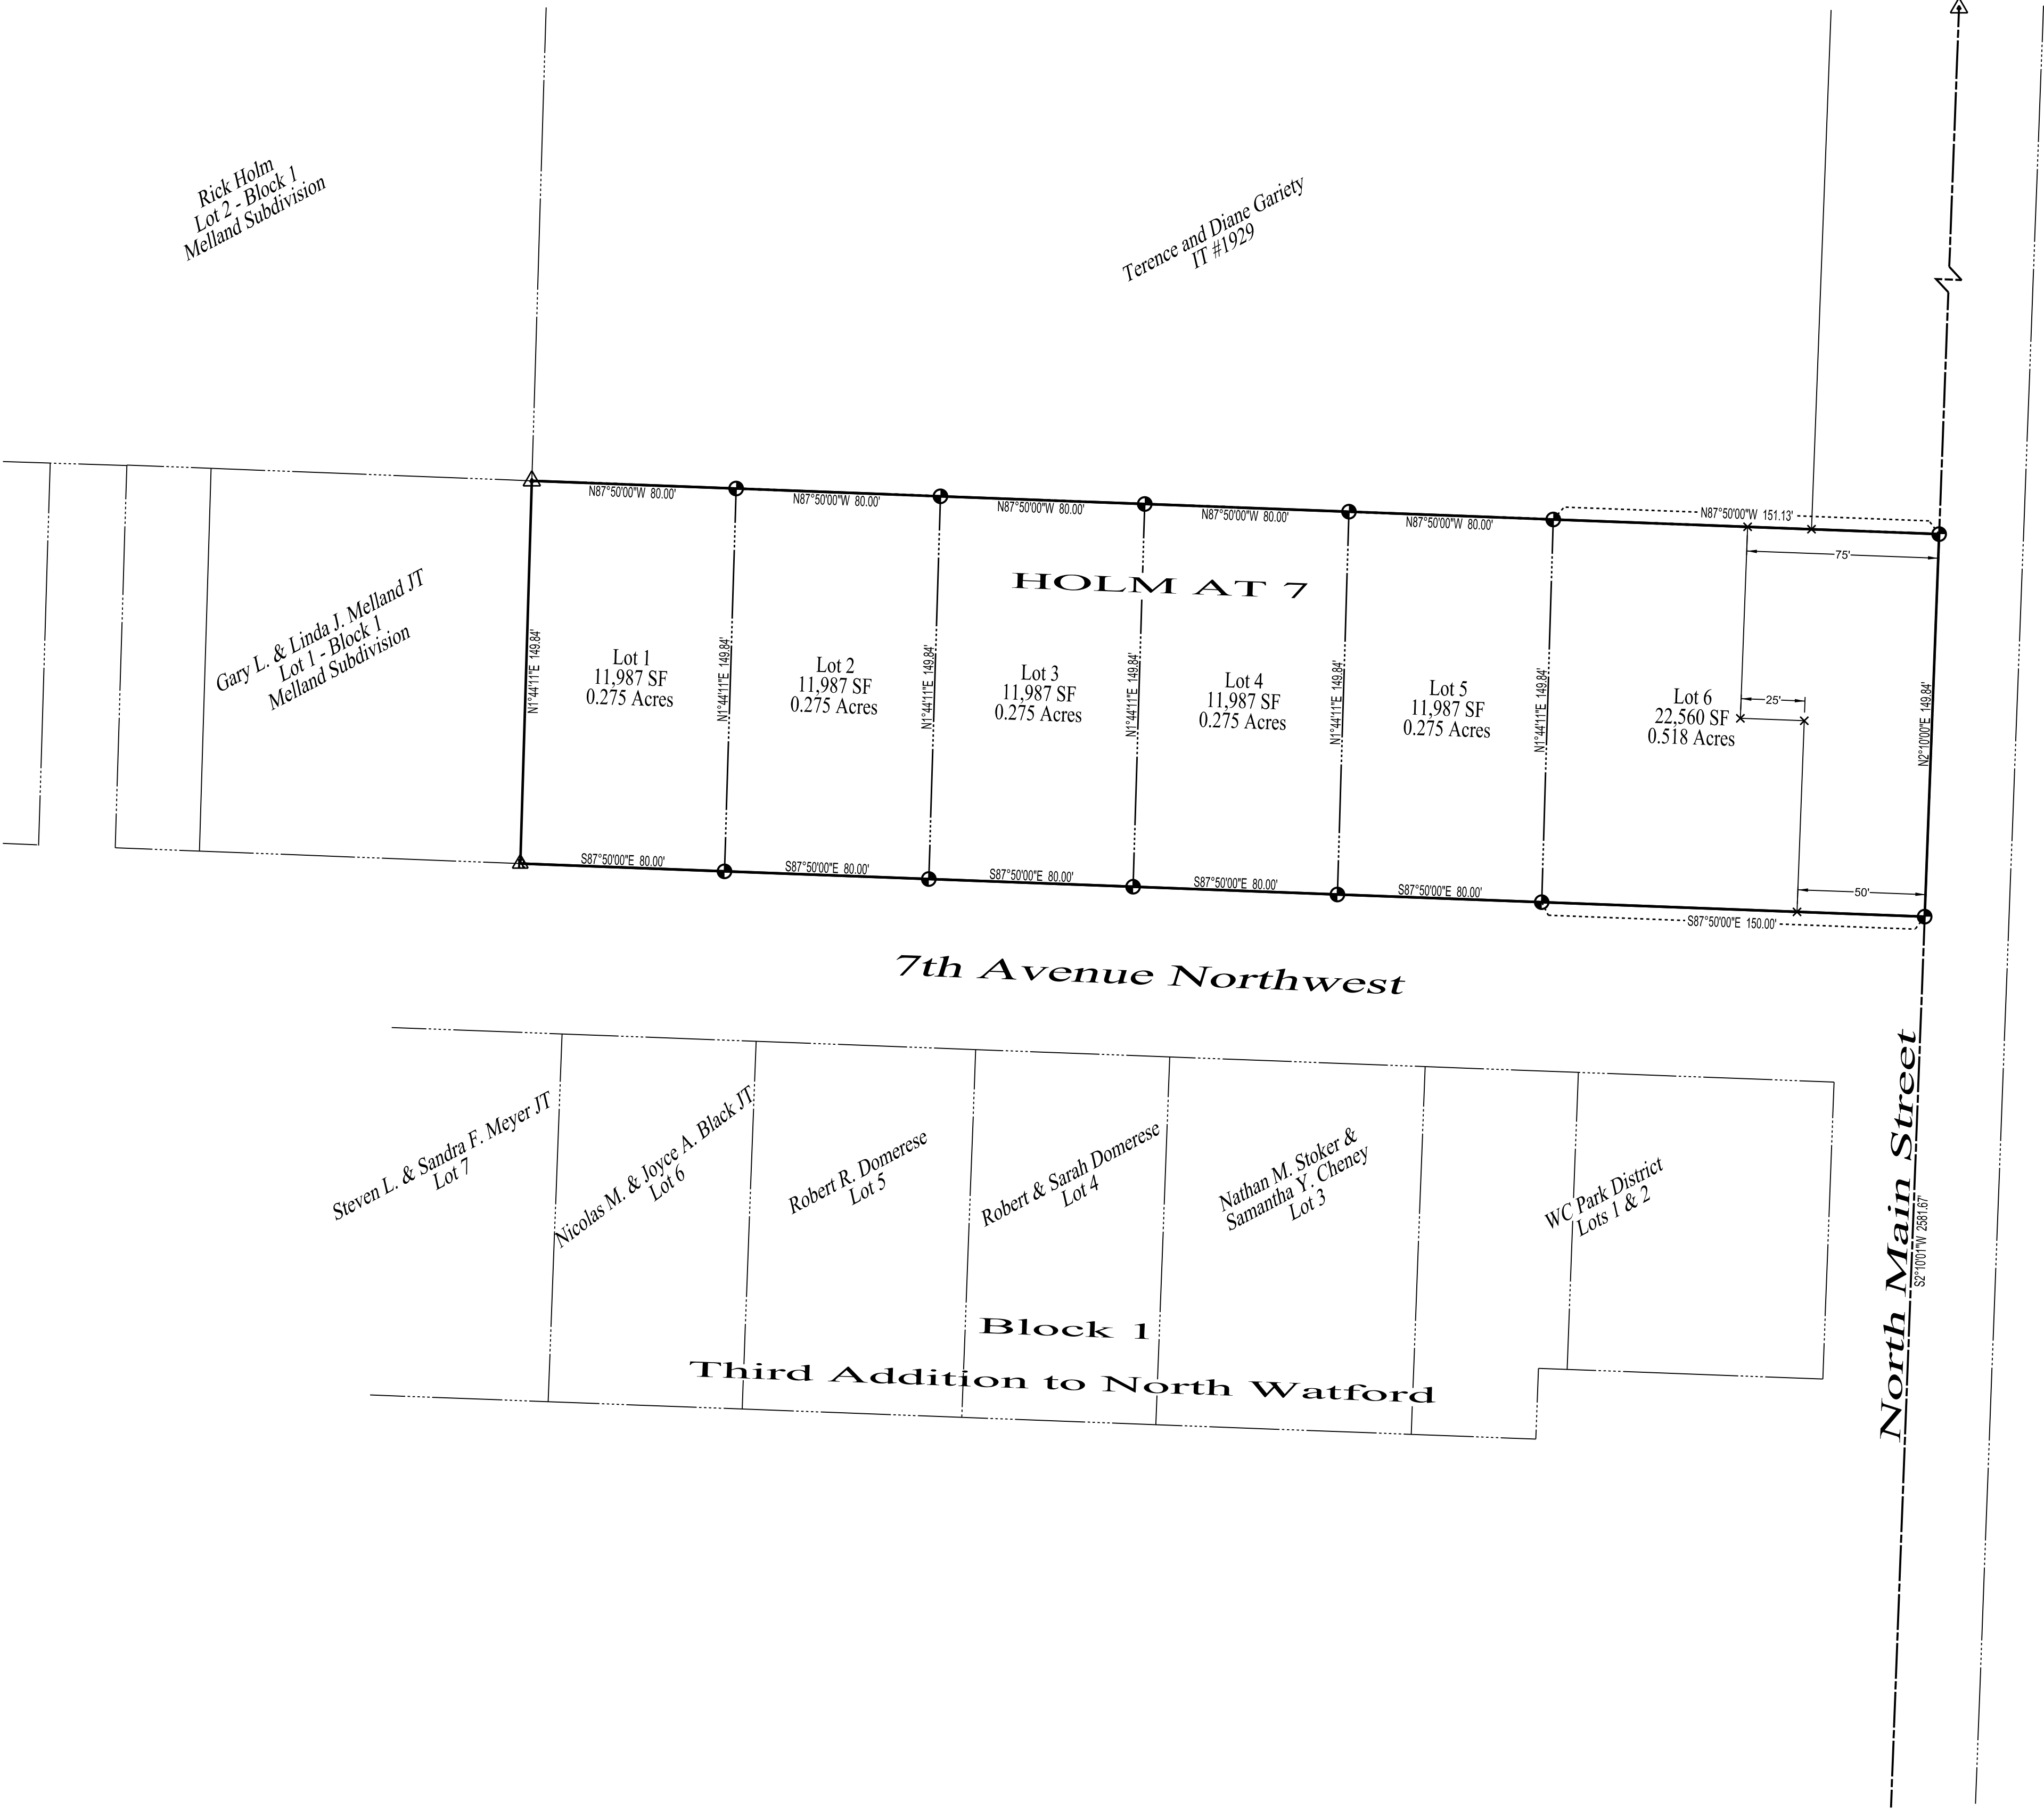 Rick Holm
Lot 2 - Block 1
Melland Subdivision
Terence and Diane Gariety
IT #1929
N87°50'00"W 80.00'
N87°50'00"W 80.00'
N87°50'00"W 80.00'
N87°50'00"W 80.00'
N87°50'00"W 80.00'
N87°50'00"W 151.13'
75'
HOLM AT 7
Gary L. & Linda J. Melland JT
Lot 1 - Block 1
Melland Subdivision
N1°44'11"E 149.84'
Lot 1
11,987 SF
0.275 Acres
N1°44'11"E 149.84'
Lot 2
11,987 SF
0.275 Acres
N1°44'11"E 149.84'
Lot 3
11,987 SF
0.275 Acres
N1°44'11"E 149.84'
Lot 4
11,987 SF
0.275 Acres
N1°44'11"E 149.84'
Lot 5
11,987 SF
0.275 Acres
N1°44'11"E 149.84'
Lot 6
22,560 SF
0.518 Acres
25'
N2°10'00"E 149.84'
50'
S87°50'00"E 80.00'
S87°50'00"E 80.00'
S87°50'00"E 80.00'
S87°50'00"E 80.00'
S87°50'00"E 80.00'
S87°50'00"E 150.00'
7th Avenue Northwest
Steven L. & Sandra F. Meyer JT
Lot 7
Nicolas M. & Joyce A. Black JT
Lot 6
Robert R. Domerese
Lot 5
Robert & Sarah Domerese
Lot 4
Nathan M. Stoker &
Samantha Y. Cheney
Lot 3
WC Park District
Lots 1 & 2
North Main Street
S2°10'01"W 2581.67'
Block 1
Third Addition to North Watford